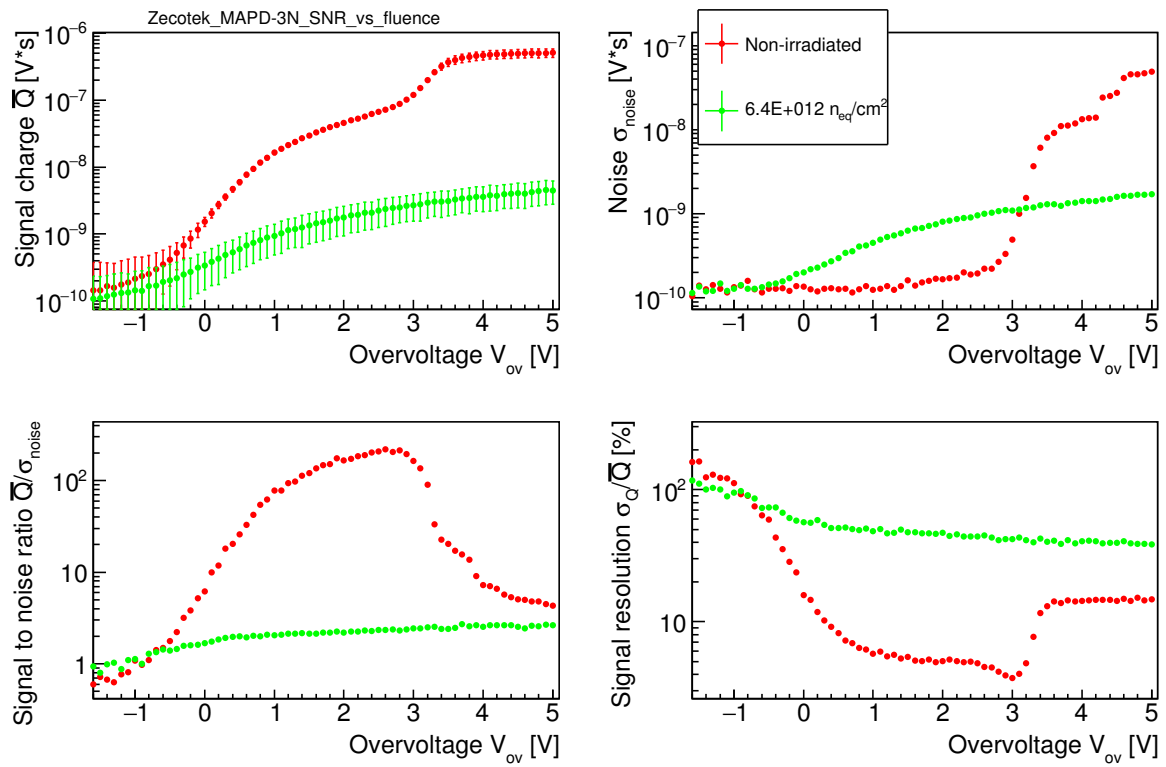 Zecotek_MAPD-3N_SNR_vs_fluence
Signal charge Q̅ [V*s]
10⁻⁶
10⁻⁷
10⁻⁸
10⁻⁹
10⁻¹⁰
−1 0 1 2 3 4 5
Overvoltage Vₒᵥ [V]
Non-irradiated
6.4E+012 n_eq/cm²
Noise σ_noise [V*s]
10⁻⁷
10⁻⁸
10⁻⁹
10⁻¹⁰
−1 0 1 2 3 4 5
Overvoltage Vₒᵥ [V]
Signal to noise ratio Q̅/σ_noise
10²
10
1
−1 0 1 2 3 4 5
Overvoltage Vₒᵥ [V]
Signal resolution σ_Q/Q̅ [%]
10²
10
−1 0 1 2 3 4 5
Overvoltage Vₒᵥ [V]